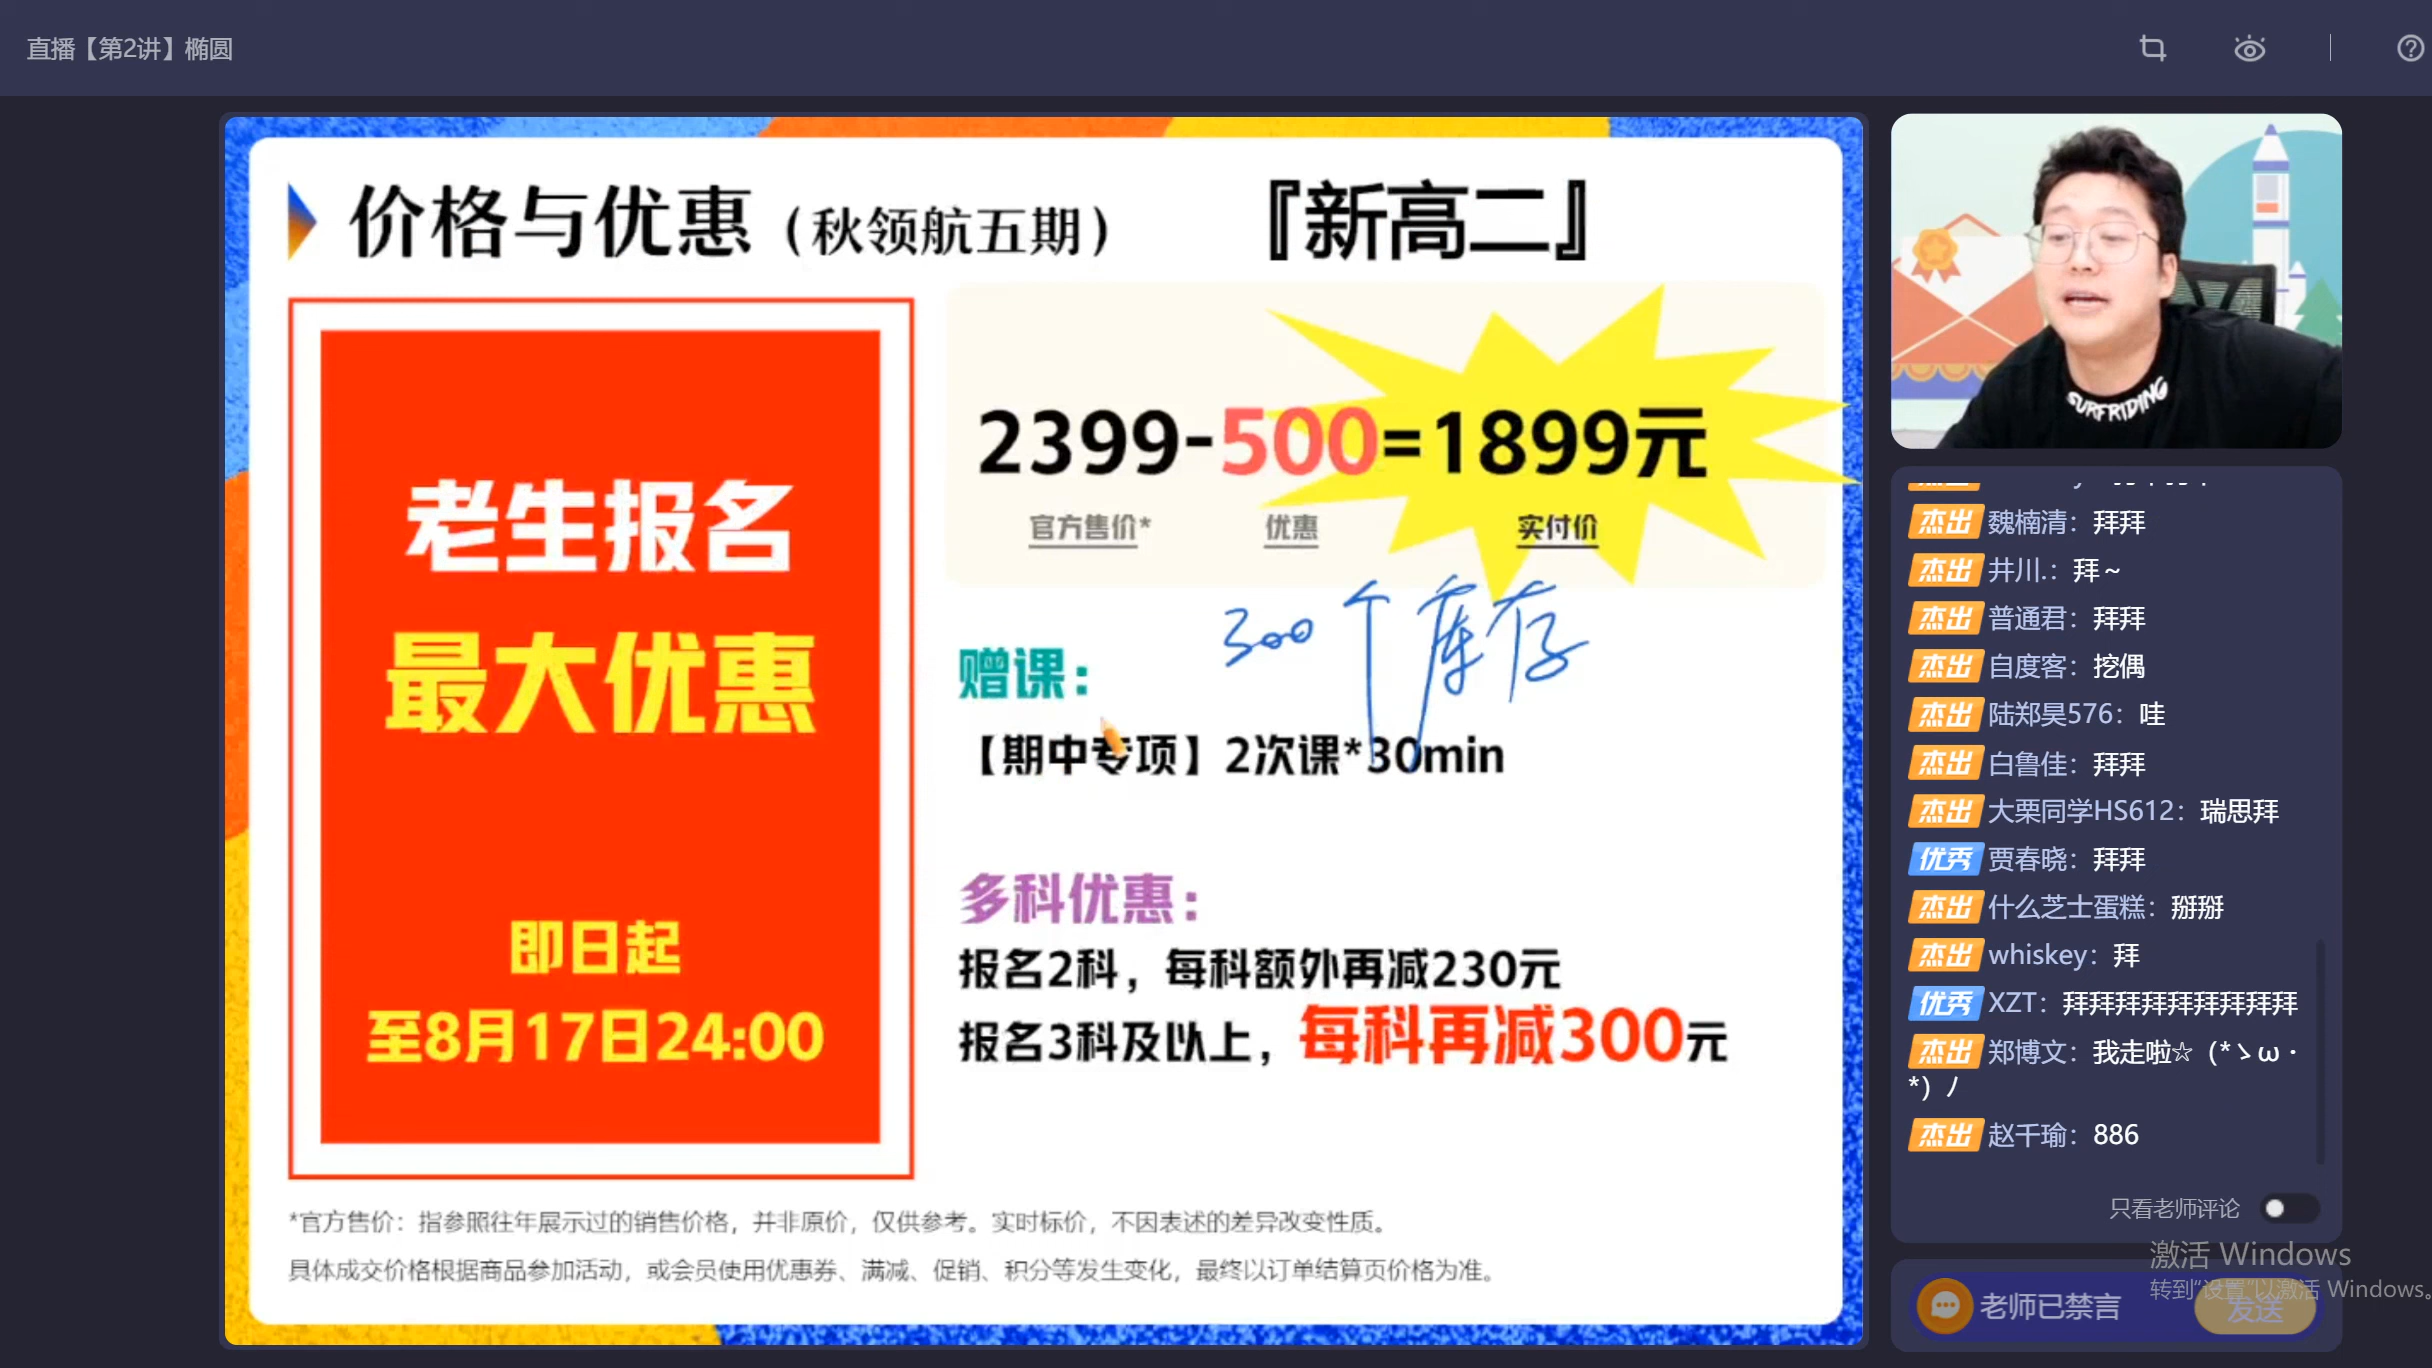 直播【第2讲】椭圆
价格与优惠（秋领航五期） 『新高二』
老生报名
最大优惠
即日起
至8月17日24:00
2399-500=1899元
官方售价* 优惠 实付价
300个库存
赠课：
【期中专项】2次课*30min
多科优惠：
报名2科，每科额外再减230元
报名3科及以上，每科再减300元
*官方售价：指参照往年展示过的销售价格，并非原价，仅供参考。实时标价，不因表述的差异改变性质。
具体成交价格根据商品参加活动，或会员使用优惠券、满减、促销、积分等发生变化，最终以订单结算页价格为准。
SURFRIDING
杰出 魏楠清：拜拜
杰出 井川.：拜～
杰出 普通君：拜拜
杰出 自度客：挖偶
杰出 陆郑昊576：哇
杰出 白鲁佳：拜拜
杰出 大栗同学HS612：瑞思拜
优秀 贾春晓：拜拜
杰出 什么芝士蛋糕：掰掰
杰出 whiskey：拜
优秀 XZT：拜拜拜拜拜拜拜拜拜
杰出 郑博文：我走啦☆（*ゝω・
*）ﾉ
杰出 赵千瑜：886
只看老师评论
激活 Windows
转到“设置”以激活 Windows。
老师已禁言
发送